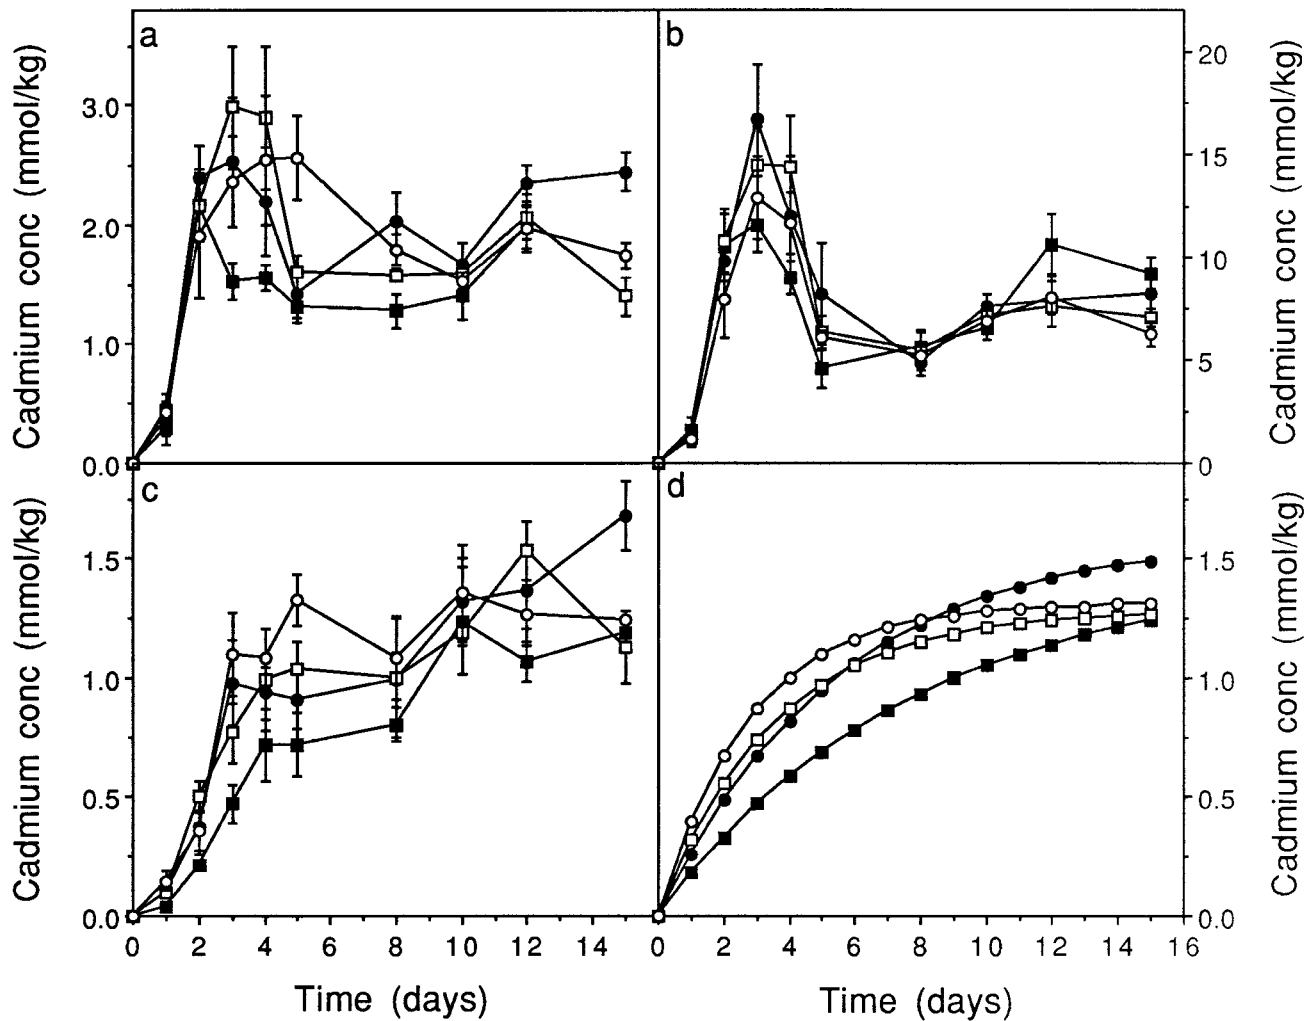 a
b
Cadmium conc (mmol/kg)
3.0
2.0
1.0
0.0
20
15
10
5
0
Cadmium conc (mmol/kg)
c
d
Cadmium conc (mmol/kg)
1.5
1.0
0.5
0.0
1.5
1.0
0.5
0.0
Cadmium conc (mmol/kg)
0 2 4 6 8 10 12 14
0 2 4 6 8 10 12 14 16
Time (days)
Time (days)